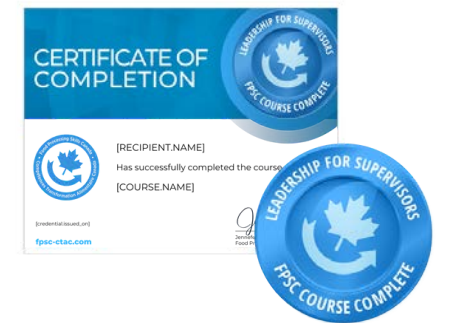 CERTIFICATE OF
COMPLETION
LEADERSHIP FOR SUPERVISORS
FPSC COURSE COMPLETE
[RECIPIENT.NAME]
Has successfully completed the course
[COURSE.NAME]
[credential.issued_on]
fpsc-ctac.com
Food
LEADERSHIP FOR SUPERVISORS
FPSC COURSE COMPLETE